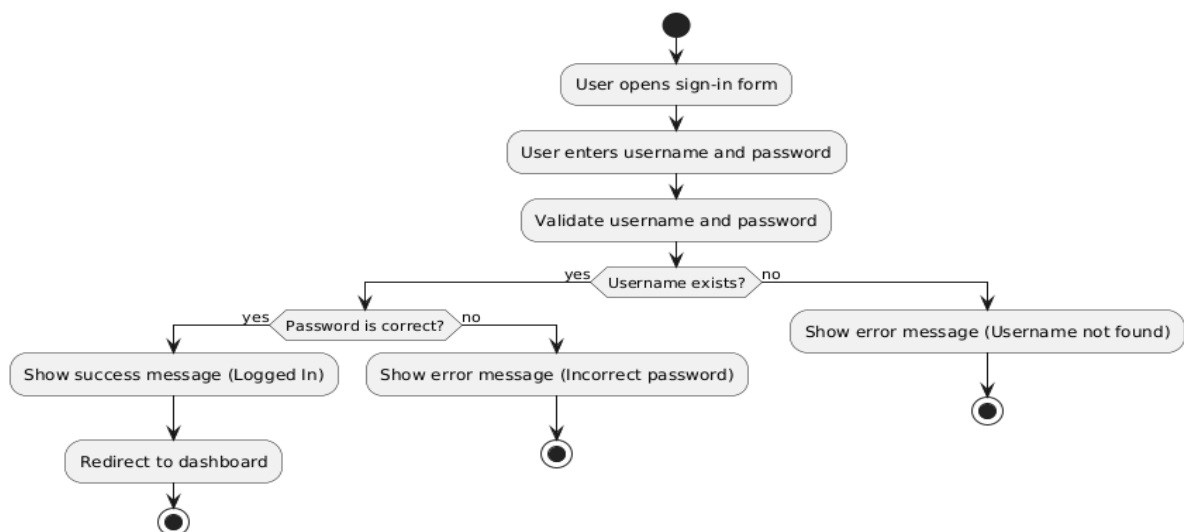 User opens sign-in form
User enters username and password
Validate username and password
yes
Username exists?
no
yes
Password is correct?
no
Show error message (Username not found)
Show success message (Logged In)
Show error message (Incorrect password)
Redirect to dashboard